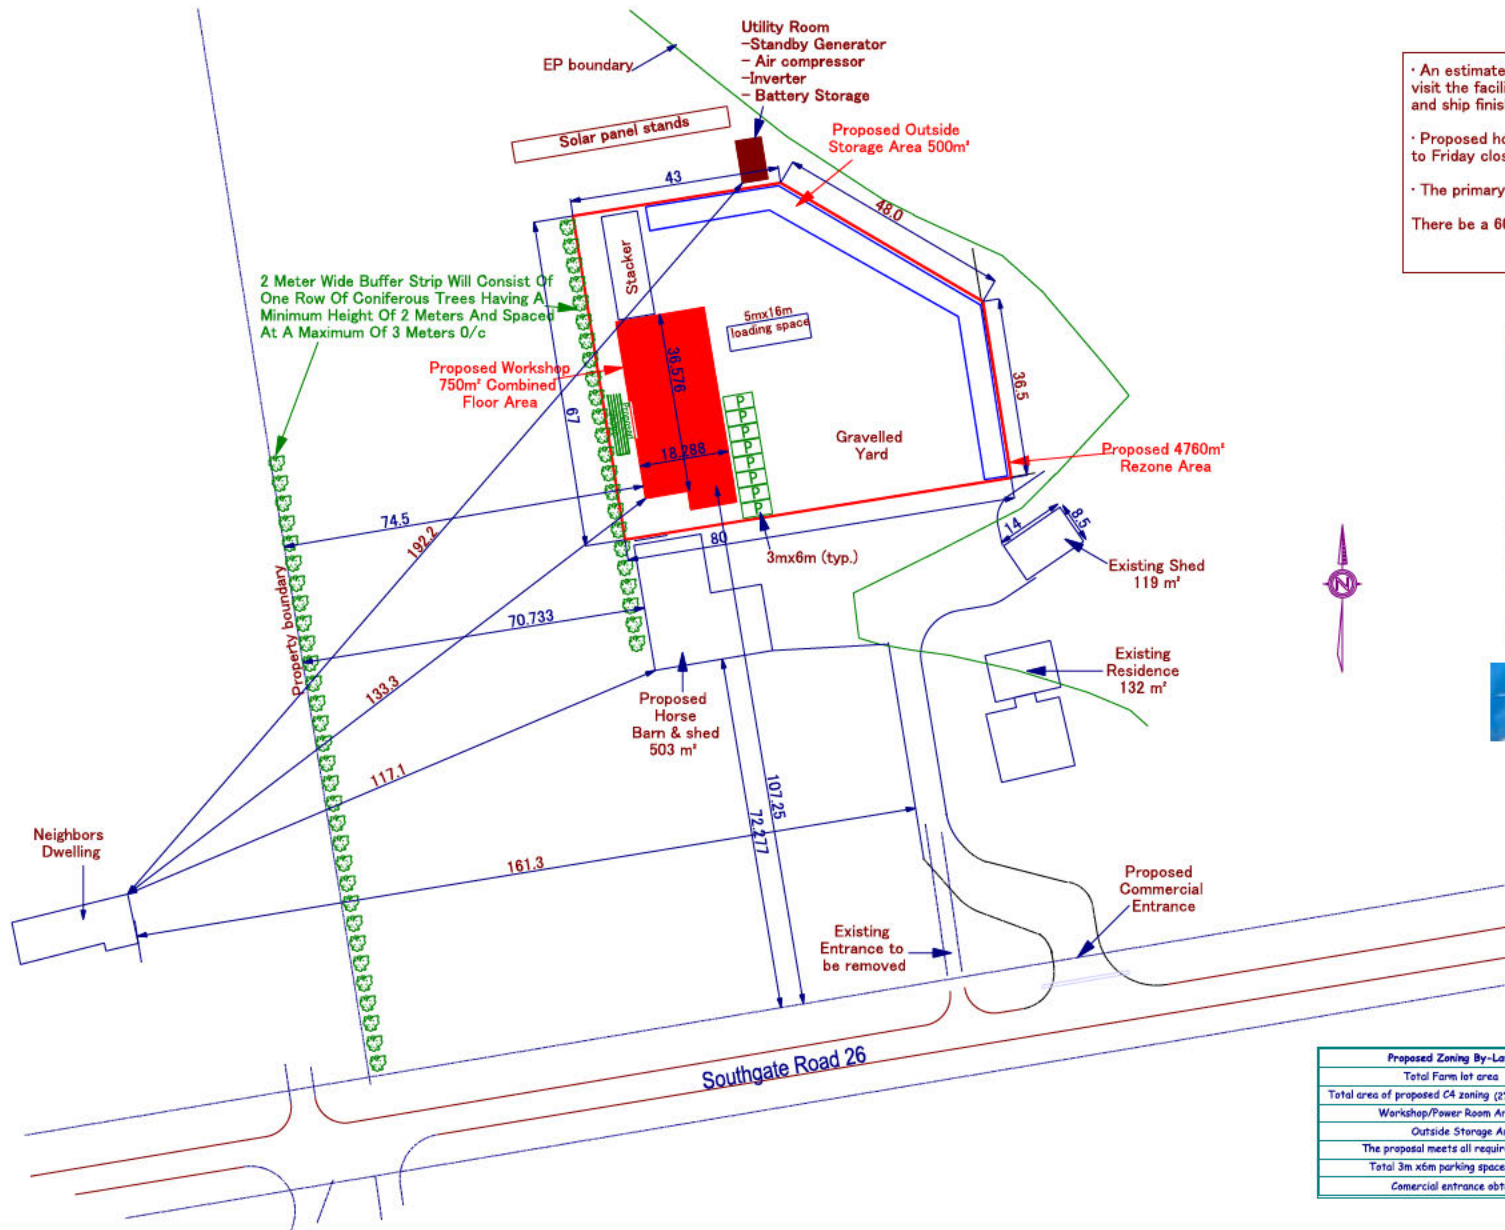 Utility Room
-Standby Generator
- Air compressor
-Inverter
- Battery Storage
EP boundary
Solar panel stands
Proposed Outside
Storage Area 500m²
43
48.0
Stacker
2 Meter Wide Buffer Strip Will Consist Of
One Row Of Coniferous Trees Having A
Minimum Height Of 2 Meters And Spaced
At A Maximum Of 3 Meters O/c
5mx16m
loading space
Proposed Workshop
750m² Combined
Floor Area
67
36.576
36.5
P
P
P
P
P
P
P
P
18.288
Gravelled
Yard
Proposed 4760m²
Rezone Area
74.5
192.2
80
3mx6m (typ.)
14
8.5
Existing Shed
119 m²
Property boundary
70.733
133.3
117.1
Proposed
Horse
Barn & shed
503 m²
Existing
Residence
132 m²
N
107.25
72.277
161.3
Neighbors
Dwelling
Existing
Entrance to
be removed
Proposed
Commercial
Entrance
Southgate Road 26
· An estimate
visit the facili
and ship finis
· Proposed ho
to Friday clos
· The primary
There be a 6
Proposed Zoning By-La
Total Farm lot area
Total area of proposed C4 zoning (2
Workshop/Power Room Ar
Outside Storage A
The proposal meets all requir
Total 3m x6m parking space
Comercial entrance obt